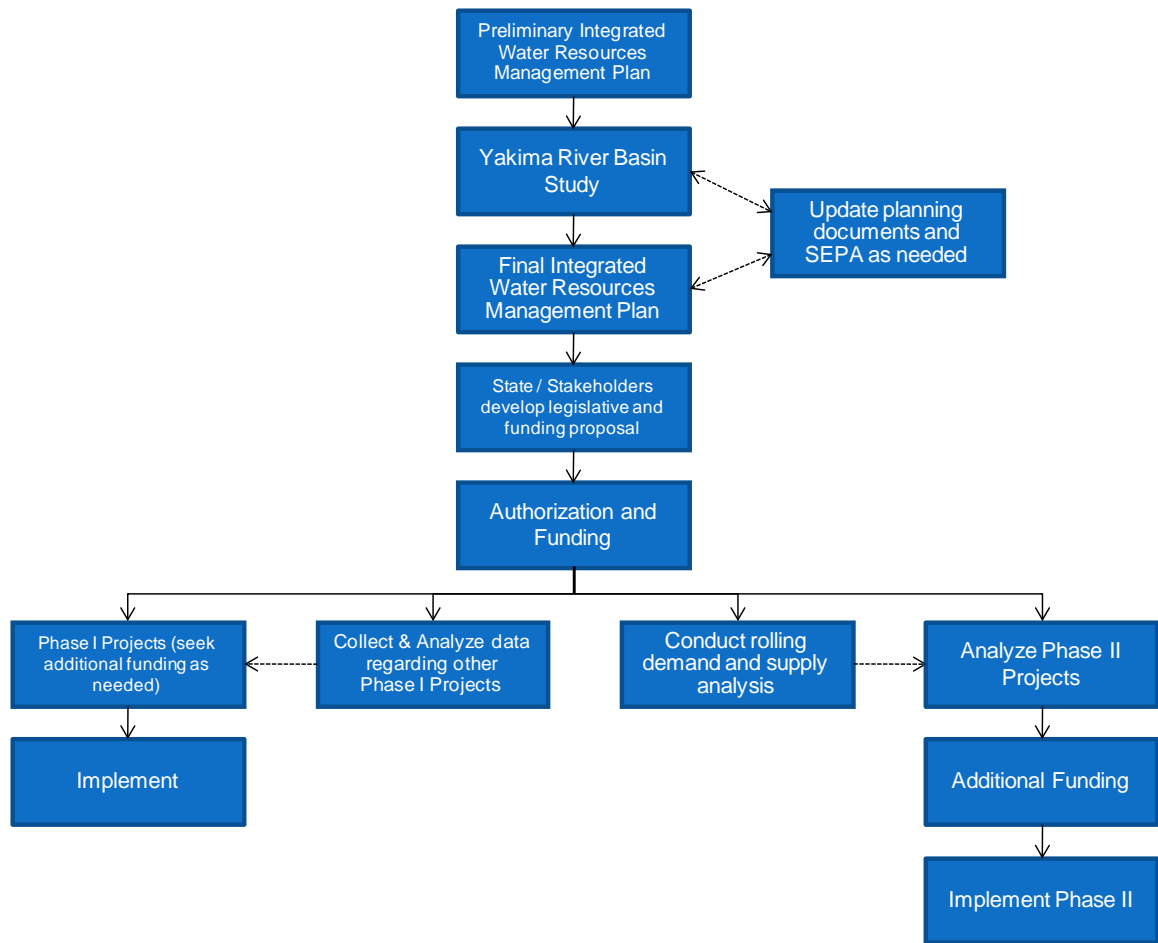 Preliminary Integrated
Water Resources
Management Plan
Yakima River Basin
Study
Update planning
documents and
SEPA as needed
Final Integrated
Water Resources
Management Plan
State / Stakeholders
develop legislative and
funding proposal
Authorization and
Funding
Phase I Projects (seek
additional funding as
needed)
Collect & Analyze data
regarding other
Phase I Projects
Conduct rolling
demand and supply
analysis
Analyze Phase II
Projects
Implement
Additional Funding
Implement Phase II